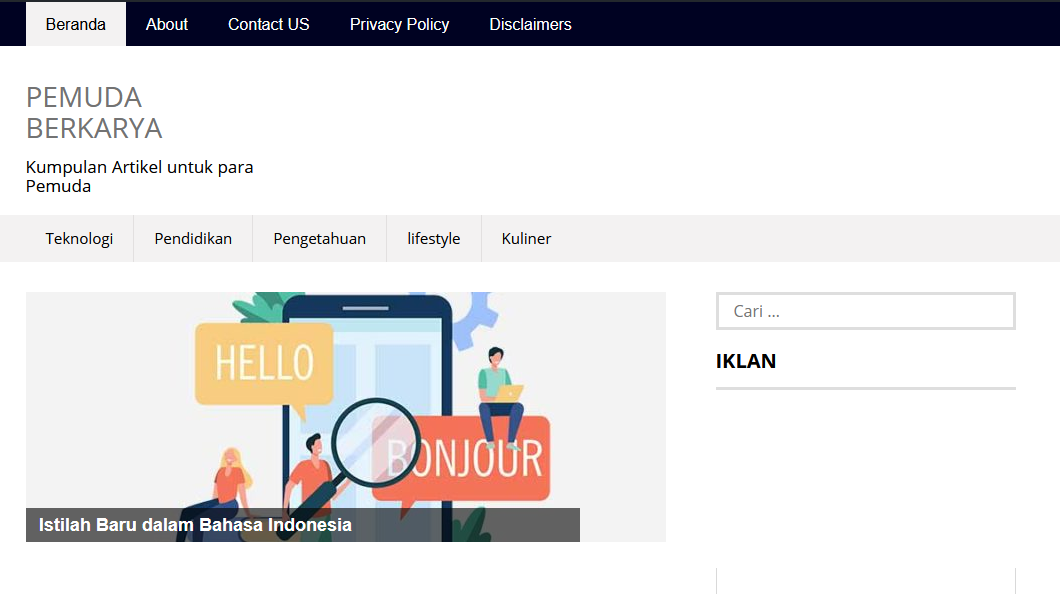 Beranda About Contact US Privacy Policy Disclaimers
PEMUDA
BERKARYA
Kumpulan Artikel untuk para
Pemuda
Teknologi Pendidikan Pengetahuan lifestyle Kuliner
HELLO
BONJOUR
Istilah Baru dalam Bahasa Indonesia
Cari ...
IKLAN